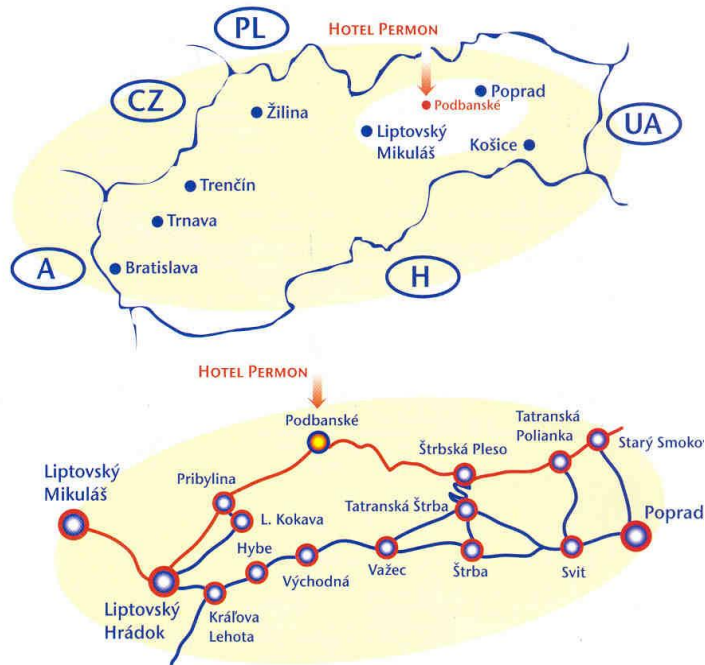 PL
HOTEL PERMON
CZ
Poprad
Podbanské
Žilina
UA
Liptovský
Mikuláš
Košice
Trenčín
Trnava
A
Bratislava
H
HOTEL PERMON
Podbanské
Tatranská
Polianka
Štrbská Pleso
Starý Smokov
Liptovský
Mikuláš
Pribylina
Tatranská Štrba
L. Kokava
Poprad
Hybe
Východná
Važec
Štrba
Svit
Liptovský
Hrádok
Kráľova
Lehota